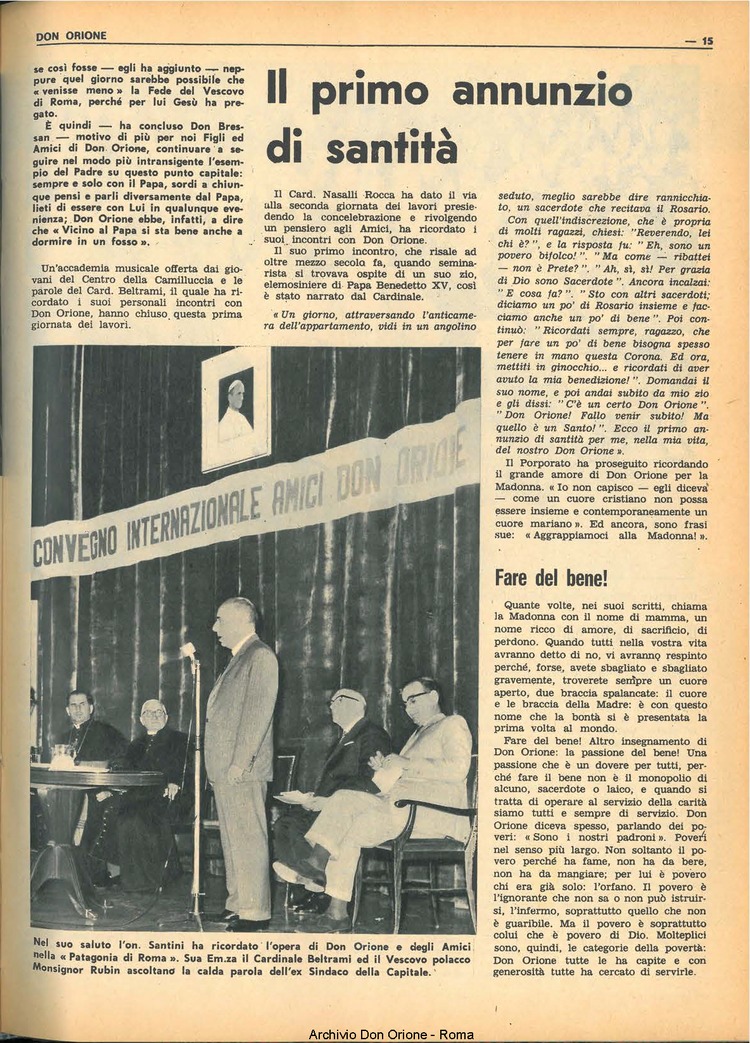 DON ORIONE
— 15
se così fosse — egli ha aggiunto — nep-
pure quel giorno sarebbe possibile che
« venisse meno » la Fede del Vescovo
di Roma, perché per lui Gesù ha pre-
gato.
È quindi — ha concluso Don Bres-
san — motivo di più per noi Figli ed
Amici di Don Orione, continuare a se-
guire nel modo più intransigente l'esem-
pio del Padre su questo punto capitale:
sempre e solo con il Papa, sordi a chiun-
que pensi e parli diversamente dal Papa,
lieti di essere con Lui in qualunque eve-
nienza; Don Orione ebbe, infatti, a dire
che « Vicino al Papa si sta bene anche a
dormire in un fosso ».
Un'accademia musicale offerta dai gio-
vani del Centro della Camilluccia e le
parole del Card. Beltrami, il quale ha ri-
cordato i suoi personali incontri con
Don Orione, hanno chiuso questa prima
giornata dei lavori.
Il primo annunzio
di santità
Il Card. Nasalli Rocca ha dato il via
alla seconda giornata dei lavori presie-
dendo la concelebrazione e rivolgendo
un pensiero agli Amici, ha ricordato i
suoi incontri con Don Orione.
Il suo primo incontro, che risale ad
oltre mezzo secolo fa, quando semina-
rista si trovava ospite di un suo zio,
elemosiniere di Papa Benedetto XV, così
è stato narrato dal Cardinale.
« Un giorno, attraversando l'anticame-
ra dell'appartamento, vidi in un angolino
seduto, meglio sarebbe dire rannicchia-
to, un sacerdote che recitava il Rosario.
Con quell'indiscrezione, che è propria
di molti ragazzi, chiesi: "Reverendo, lei
chi è?", e la risposta fu: "Eh, sono un
povero bifolco!". "Ma come — ribattei
— non è Prete?". "Ah, sì, sì! Per grazia
di Dio sono Sacerdote". Ancora incalzai:
"E cosa fa?". "Sto con altri sacerdoti;
diciamo un po' di Rosario insieme e fac-
ciamo anche un po' di bene". Poi con-
tinuò: "Ricordati sempre, ragazzo, che
per fare un po' di bene bisogna spesso
tenere in mano questa Corona. Ed ora,
mettiti in ginocchio... e ricordati di aver
avuto la mia benedizione!". Domandai il
suo nome, e poi andai subito da mio zio
e gli dissi: "C'è un certo Don Orione".
"Don Orione! Fallo venir subito! Ma
quello è un Santo!". Ecco il primo an-
nunzio di santità per me, nella mia vita,
del nostro Don Orione ».
Il Porporato ha proseguito ricordando
il grande amore di Don Orione per la
Madonna. « Io non capisco — egli diceva
— come un cuore cristiano non possa
essere insieme e contemporaneamente un
cuore mariano ». Ed ancora, sono frasi
sue: « Aggrappiamoci alla Madonna! ».
Fare del bene!
Quante volte, nei suoi scritti, chiama
la Madonna con il nome di mamma, un
nome ricco di amore, di sacrificio, di
perdono. Quando tutti nella vostra vita
avranno detto di no, vi avranno respinto
perché, forse, avete sbagliato e sbagliato
gravemente, troverete sempre un cuore
aperto, due braccia spalancate: il cuore
e le braccia della Madre: è con questo
nome che la bontà si è presentata la
prima volta al mondo.
Fare del bene! Altro insegnamento di
Don Orione: la passione del bene! Una
passione che è un dovere per tutti, per-
ché fare il bene non è il monopolio di
alcuno, sacerdote o laico, e quando si
tratta di operare al servizio della carità
siamo tutti e sempre di servizio. Don
Orione diceva spesso, parlando dei po-
veri: « Sono i nostri padroni ». Poveri
nel senso più largo. Non soltanto il po-
vero perché ha fame, non ha da bere,
non ha da mangiare; per lui è povero
chi era già solo: l'orfano. Il povero è
l'ignorante che non sa o non può istruir-
si, l'infermo, soprattutto quello che non
è guaribile. Ma il povero è soprattutto
colui che è povero di Dio. Molteplici
sono, quindi, le categorie della povertà:
Don Orione tutte le ha capite e con
generosità tutte ha cercato di servirle.
CONVEGNO INTERNAZIONALE AMICI DON ORIONE
Nel suo saluto l'on. Santini ha ricordato l'opera di Don Orione e degli Amici
nella « Patagonia di Roma ». Sua Em.za il Cardinale Beltrami ed il Vescovo polacco
Monsignor Rubin ascoltano la calda parola dell'ex Sindaco della Capitale.
Archivio Don Orione - Roma